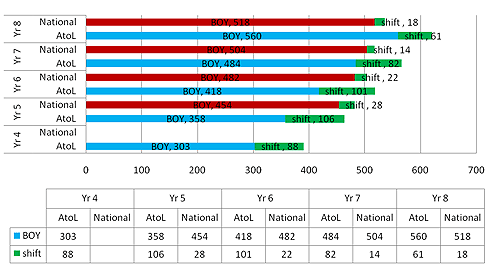 Yr 8 National BOY, 518 shift , 18
AtoL BOY, 560 shift , 61
Yr 7 National BOY, 504 shift , 14
AtoL BOY, 484 shift , 82
Yr 6 National BOY, 482 shift , 22
AtoL BOY, 418 shift , 101
Yr 5 National BOY, 454 shift , 28
AtoL BOY, 358 shift , 106
Yr 4 National
AtoL BOY, 303 shift , 88
0 100 200 300 400 500 600 700
Yr 4 Yr 5 Yr 6 Yr 7 Yr 8
AtoL National AtoL National AtoL National AtoL National AtoL National
BOY 303 358 454 418 482 484 504 560 518
shift 88 106 28 101 22 82 14 61 18